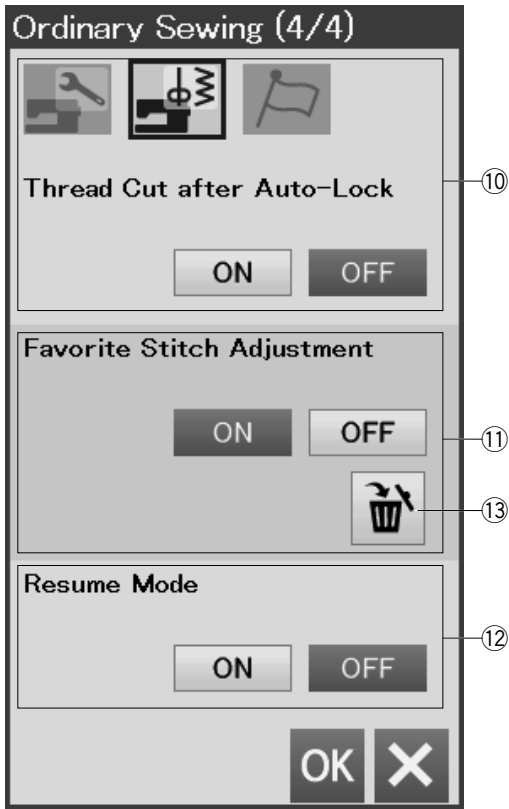 Ordinary Sewing (4/4)
Thread Cut after Auto-Lock
⑩
ON OFF
Favorite Stitch Adjustment
ON OFF
⑪
⑬
Resume Mode
⑫
ON OFF
OK